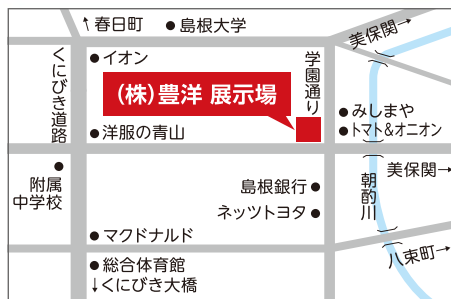 ↑春日町
島根大学
美保関→
くにびき道路
イオン
学園通り
(株)豊洋 展示場
みしまや
トマト&オニオン
洋服の青山
附属
中学校
島根銀行
ネッツトヨタ
朝酌川
美保関→
マクドナルド
八束町→
総合体育館
↓くにびき大橋